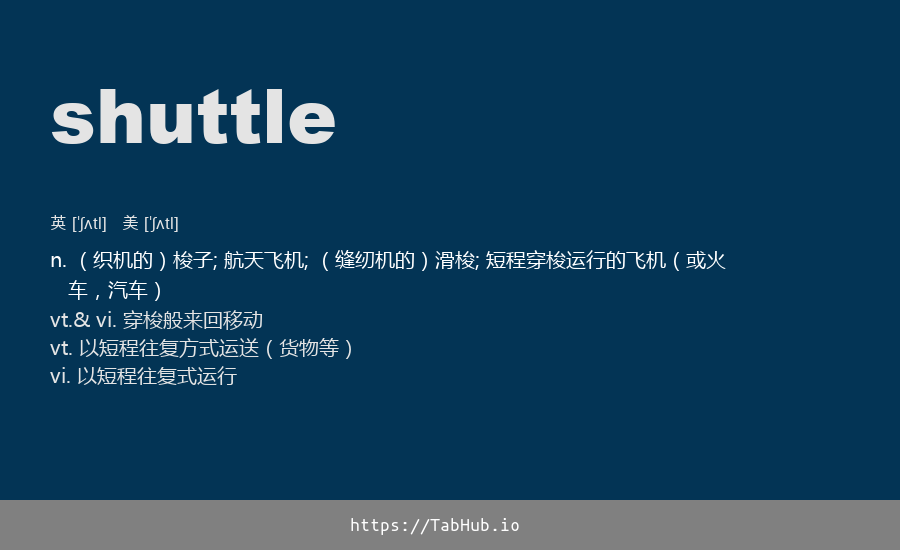 shuttle
英 [ˈʃʌtl] 美 [ˈʃʌtl]
n. （织机的）梭子; 航天飞机; （缝纫机的）滑梭; 短程穿梭运行的飞机（或火
车，汽车）
vt.& vi. 穿梭般来回移动
vt. 以短程往复方式运送（货物等）
vi. 以短程往复式运行
https://TabHub.io